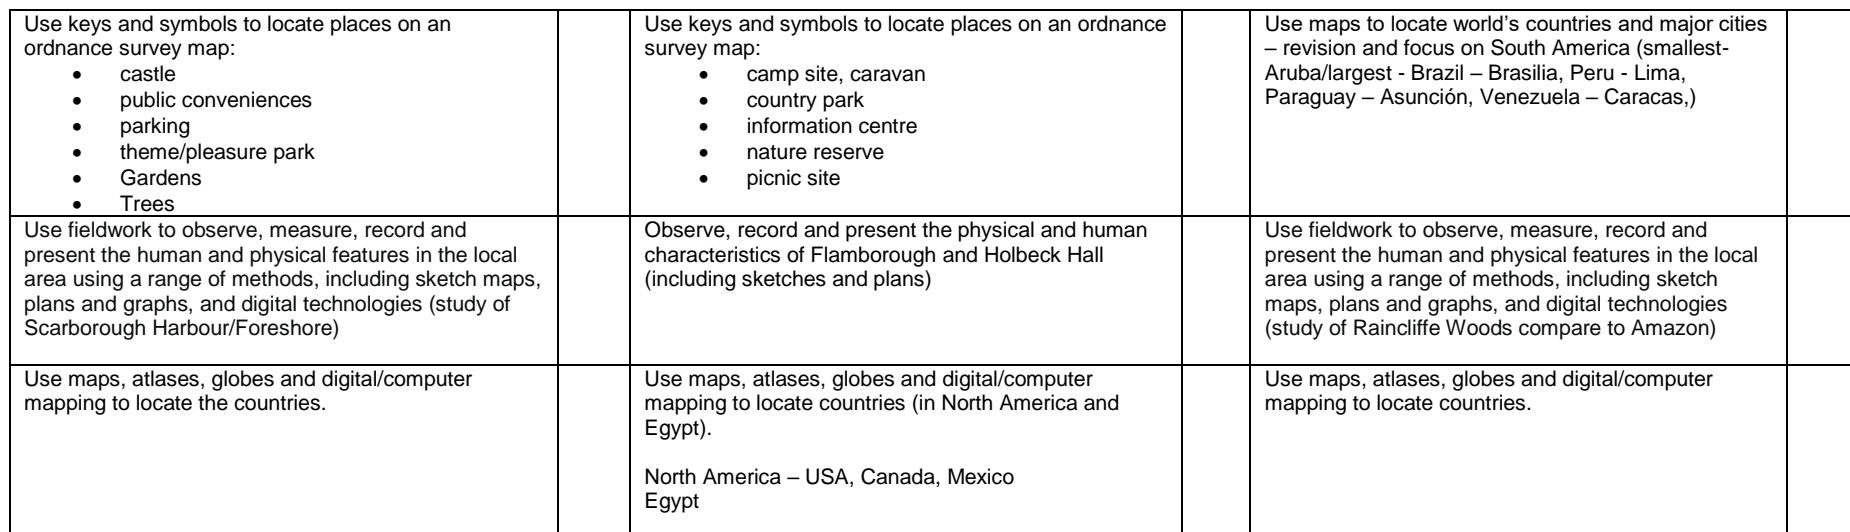 Use keys and symbols to locate places on an
ordnance survey map:
• castle
• public conveniences
• parking
• theme/pleasure park
• Gardens
• Trees
Use keys and symbols to locate places on an ordnance
survey map:
• camp site, caravan
• country park
• information centre
• nature reserve
• picnic site
Use maps to locate world’s countries and major cities
– revision and focus on South America (smallest-
Aruba/largest - Brazil – Brasilia, Peru - Lima,
Paraguay – Asunción, Venezuela – Caracas,)
Use fieldwork to observe, measure, record and
present the human and physical features in the local
area using a range of methods, including sketch maps,
plans and graphs, and digital technologies (study of
Scarborough Harbour/Foreshore)
Observe, record and present the physical and human
characteristics of Flamborough and Holbeck Hall
(including sketches and plans)
Use fieldwork to observe, measure, record and
present the human and physical features in the local
area using a range of methods, including sketch
maps, plans and graphs, and digital technologies
(study of Raincliffe Woods compare to Amazon)
Use maps, atlases, globes and digital/computer
mapping to locate the countries.
Use maps, atlases, globes and digital/computer
mapping to locate countries (in North America and
Egypt).
North America – USA, Canada, Mexico
Egypt
Use maps, atlases, globes and digital/computer
mapping to locate countries.